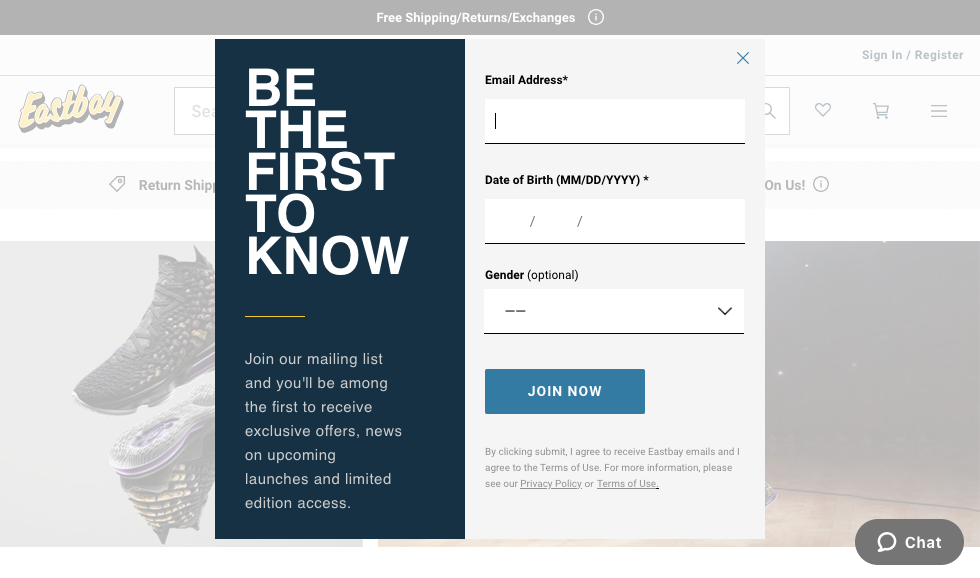 Free Shipping/Returns/Exchanges
Sign In / Register
Eastbay
Sea
Return Shipp
On Us!
BE
THE
FIRST
TO
KNOW
Join our mailing list
and you'll be among
the first to receive
exclusive offers, news
on upcoming
launches and limited
edition access.
Email Address*
Date of Birth (MM/DD/YYYY) *
/ /
Gender (optional)
——
JOIN NOW
By clicking submit, I agree to receive Eastbay emails and I
agree to the Terms of Use. For more information, please
see our Privacy Policy or Terms of Use.
Chat